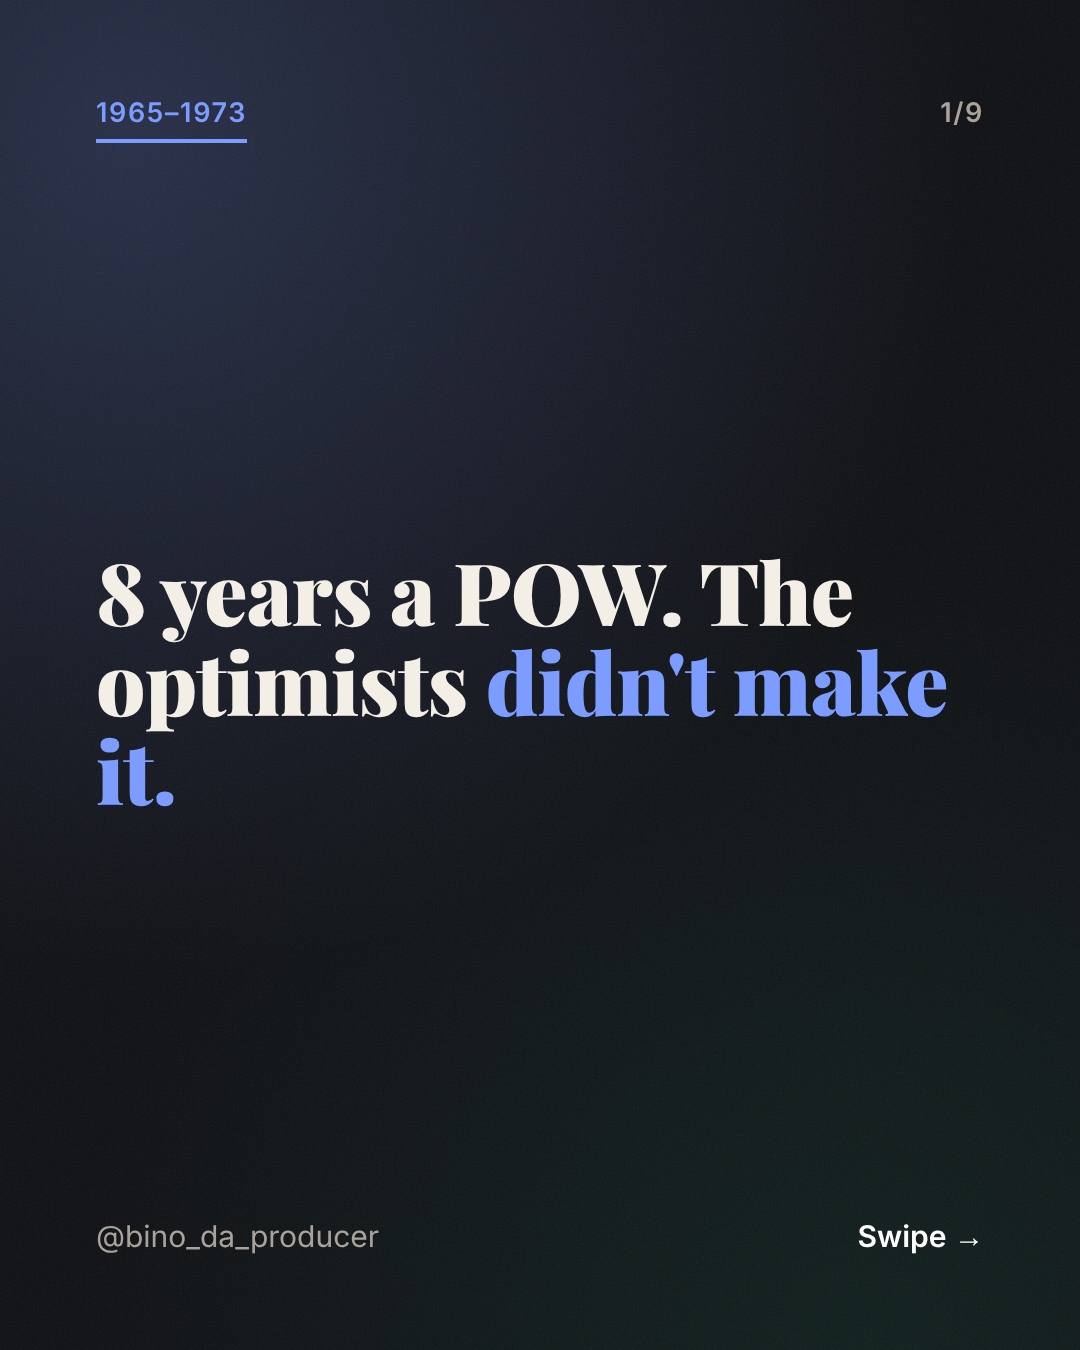 1965–1973
1/9
8 years a POW. The
optimists didn't make
it.
@bino_da_producer
Swipe →